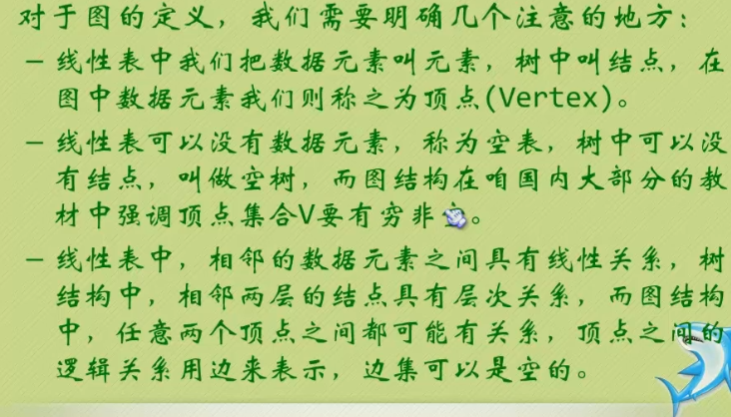 对于图的定义，我们需要明确几个注意的地方：
– 线性表中我们把数据元素叫元素，树中叫结点，在
图中数据元素我们则称之为顶点(Vertex)。
– 线性表可以没有数据元素，称为空表，树中可以没
有结点，叫做空树，而图结构在咱国内大部分的教
材中强调顶点集合V要有穷非空。
– 线性表中，相邻的数据元素之间具有线性关系，树
结构中，相邻两层的结点具有层次关系，而图结构
中，任意两个顶点之间都可能有关系，顶点之间的
逻辑关系用边来表示，边集可以是空的。